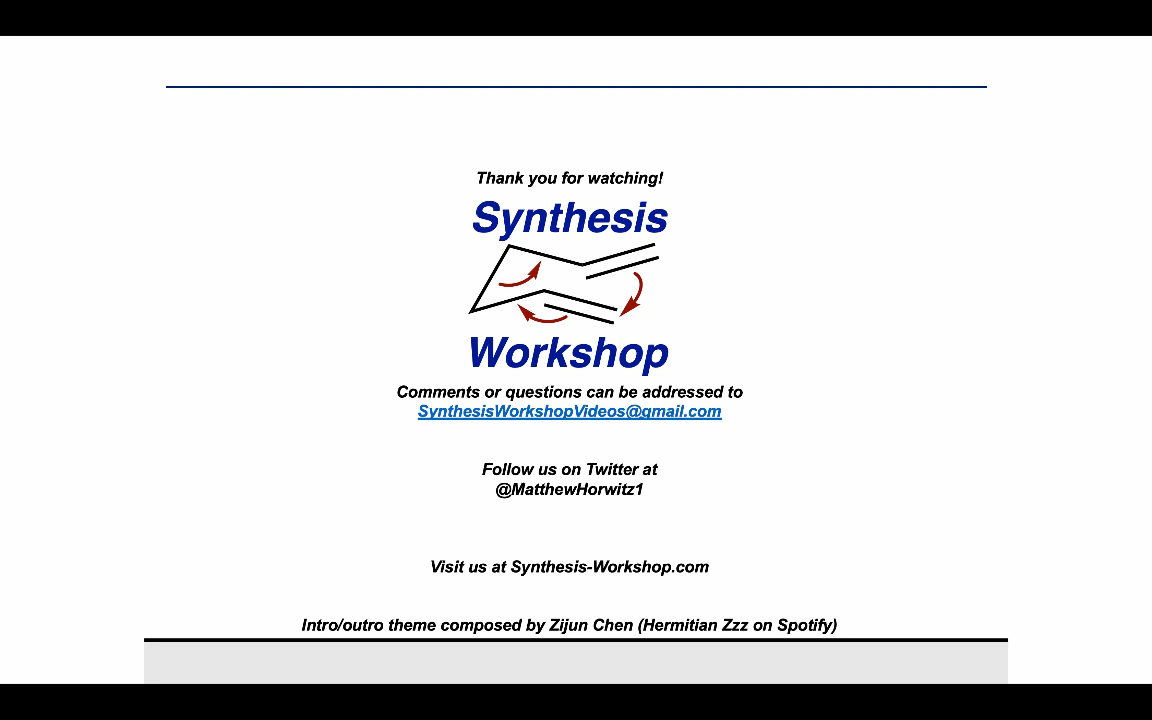 Thank you for watching!
Synthesis
Workshop
Comments or questions can be addressed to
SynthesisWorkshopVideos@gmail.com
Follow us on Twitter at
@MatthewHorwitz1
Visit us at Synthesis-Workshop.com
Intro/outro theme composed by Zijun Chen (Hermitian Zzz on Spotify)